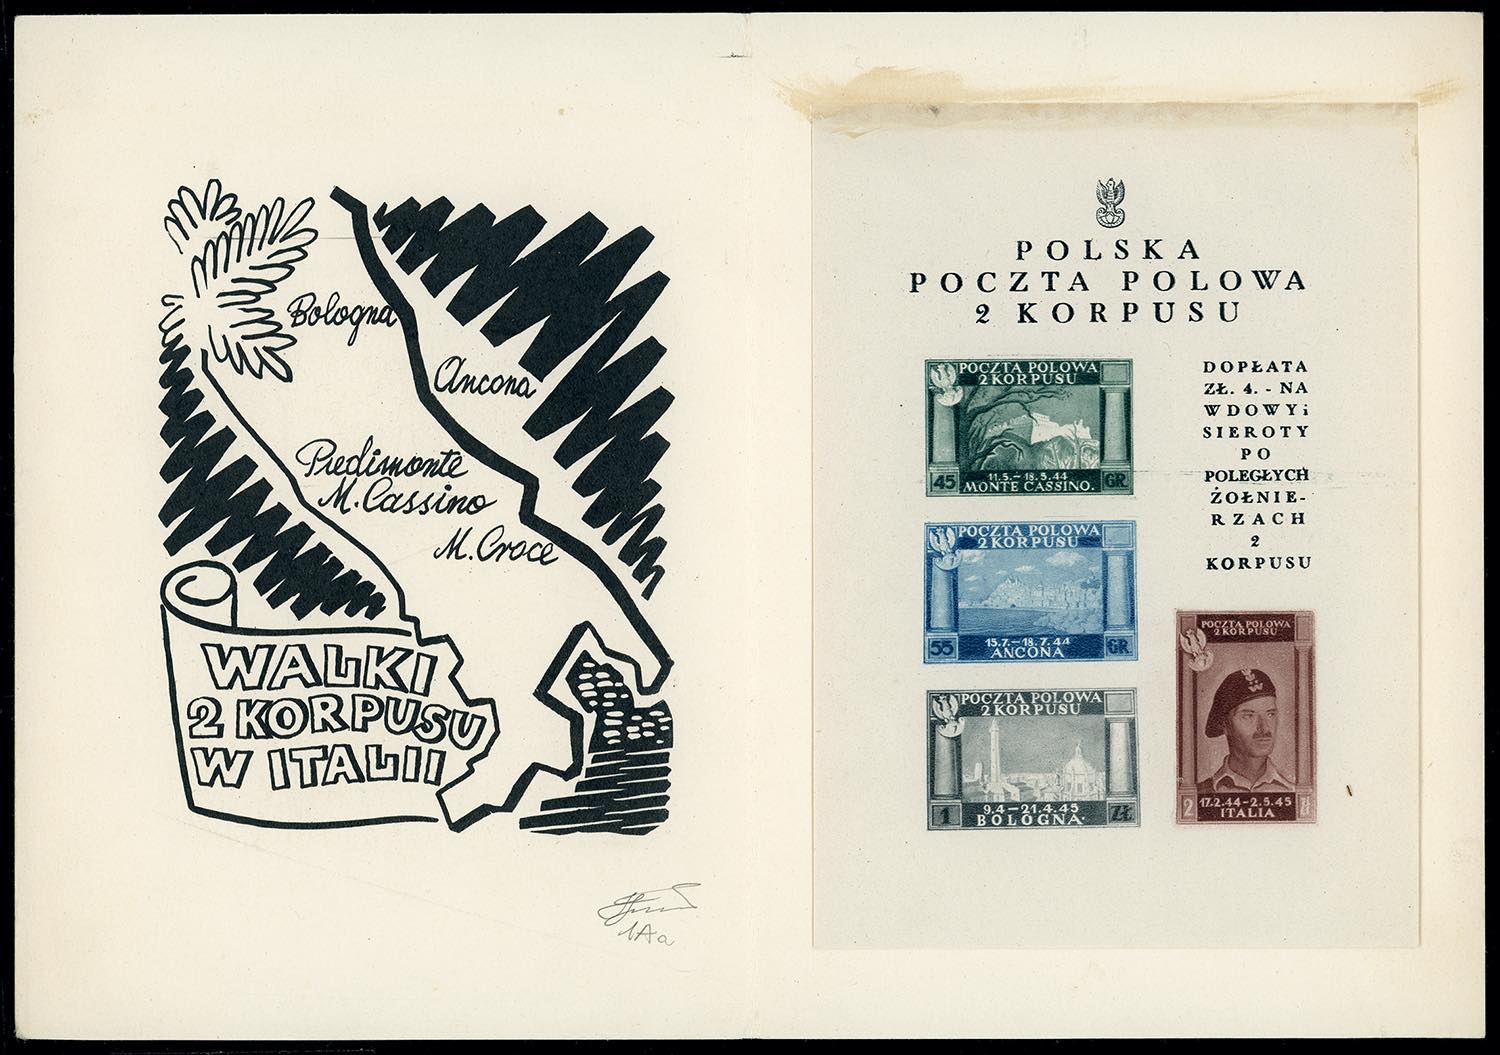 Bologna
Ancona
Piedimonte
M. Cassino
M. Croce
WALKI
2 KORPUSU
W ITALII
1Aa
POLSKA
POCZTA POLOWA
2 KORPUSU
DOPŁATA
ZŁ. 4. - NA
WDOWY i
SIEROTY
PO
POLEGŁYCH
ŻOŁNIE-
RZACH
2
KORPUSU
POCZTA POLOWA
2 KORPUSU
11.5.–18.5.44
45 MONTE CASSINO. GR
POCZTA POLOWA
2 KORPUSU
15.7.–18.7.44
55 ANCONA GR
POCZTA POLOWA
2 KORPUSU
9.4–21.4.45
1 BOLOGNA. ZŁ
POCZTA POLOWA
2 KORPUSU
17.2.44–2.5.45
2 ITALIA ZŁ